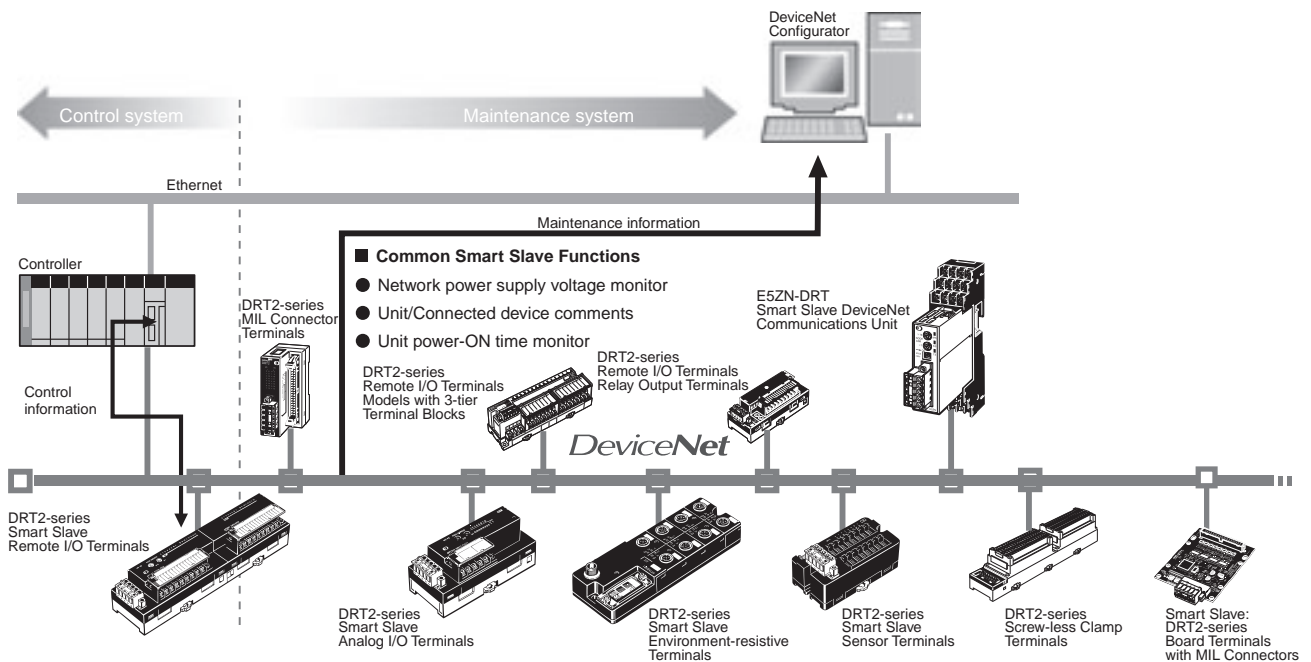 DeviceNet
Configurator
Control system
Maintenance system
Ethernet
Maintenance information
■ Common Smart Slave Functions
● Network power supply voltage monitor
● Unit/Connected device comments
● Unit power-ON time monitor
Controller
DRT2-series
MIL Connector
Terminals
E5ZN-DRT
Smart Slave DeviceNet
Communications Unit
DRT2-series
Remote I/O Terminals
Models with 3-tier
Terminal Blocks
DRT2-series
Remote I/O Terminals
Relay Output Terminals
Control
information
DeviceNet
DRT2-series
Smart Slave
Remote I/O Terminals
DRT2-series
Smart Slave
Analog I/O Terminals
DRT2-series
Smart Slave
Environment-resistive
Terminals
DRT2-series
Smart Slave
Sensor Terminals
DRT2-series
Screw-less Clamp
Terminals
Smart Slave:
DRT2-series
Board Terminals
with MIL Connectors